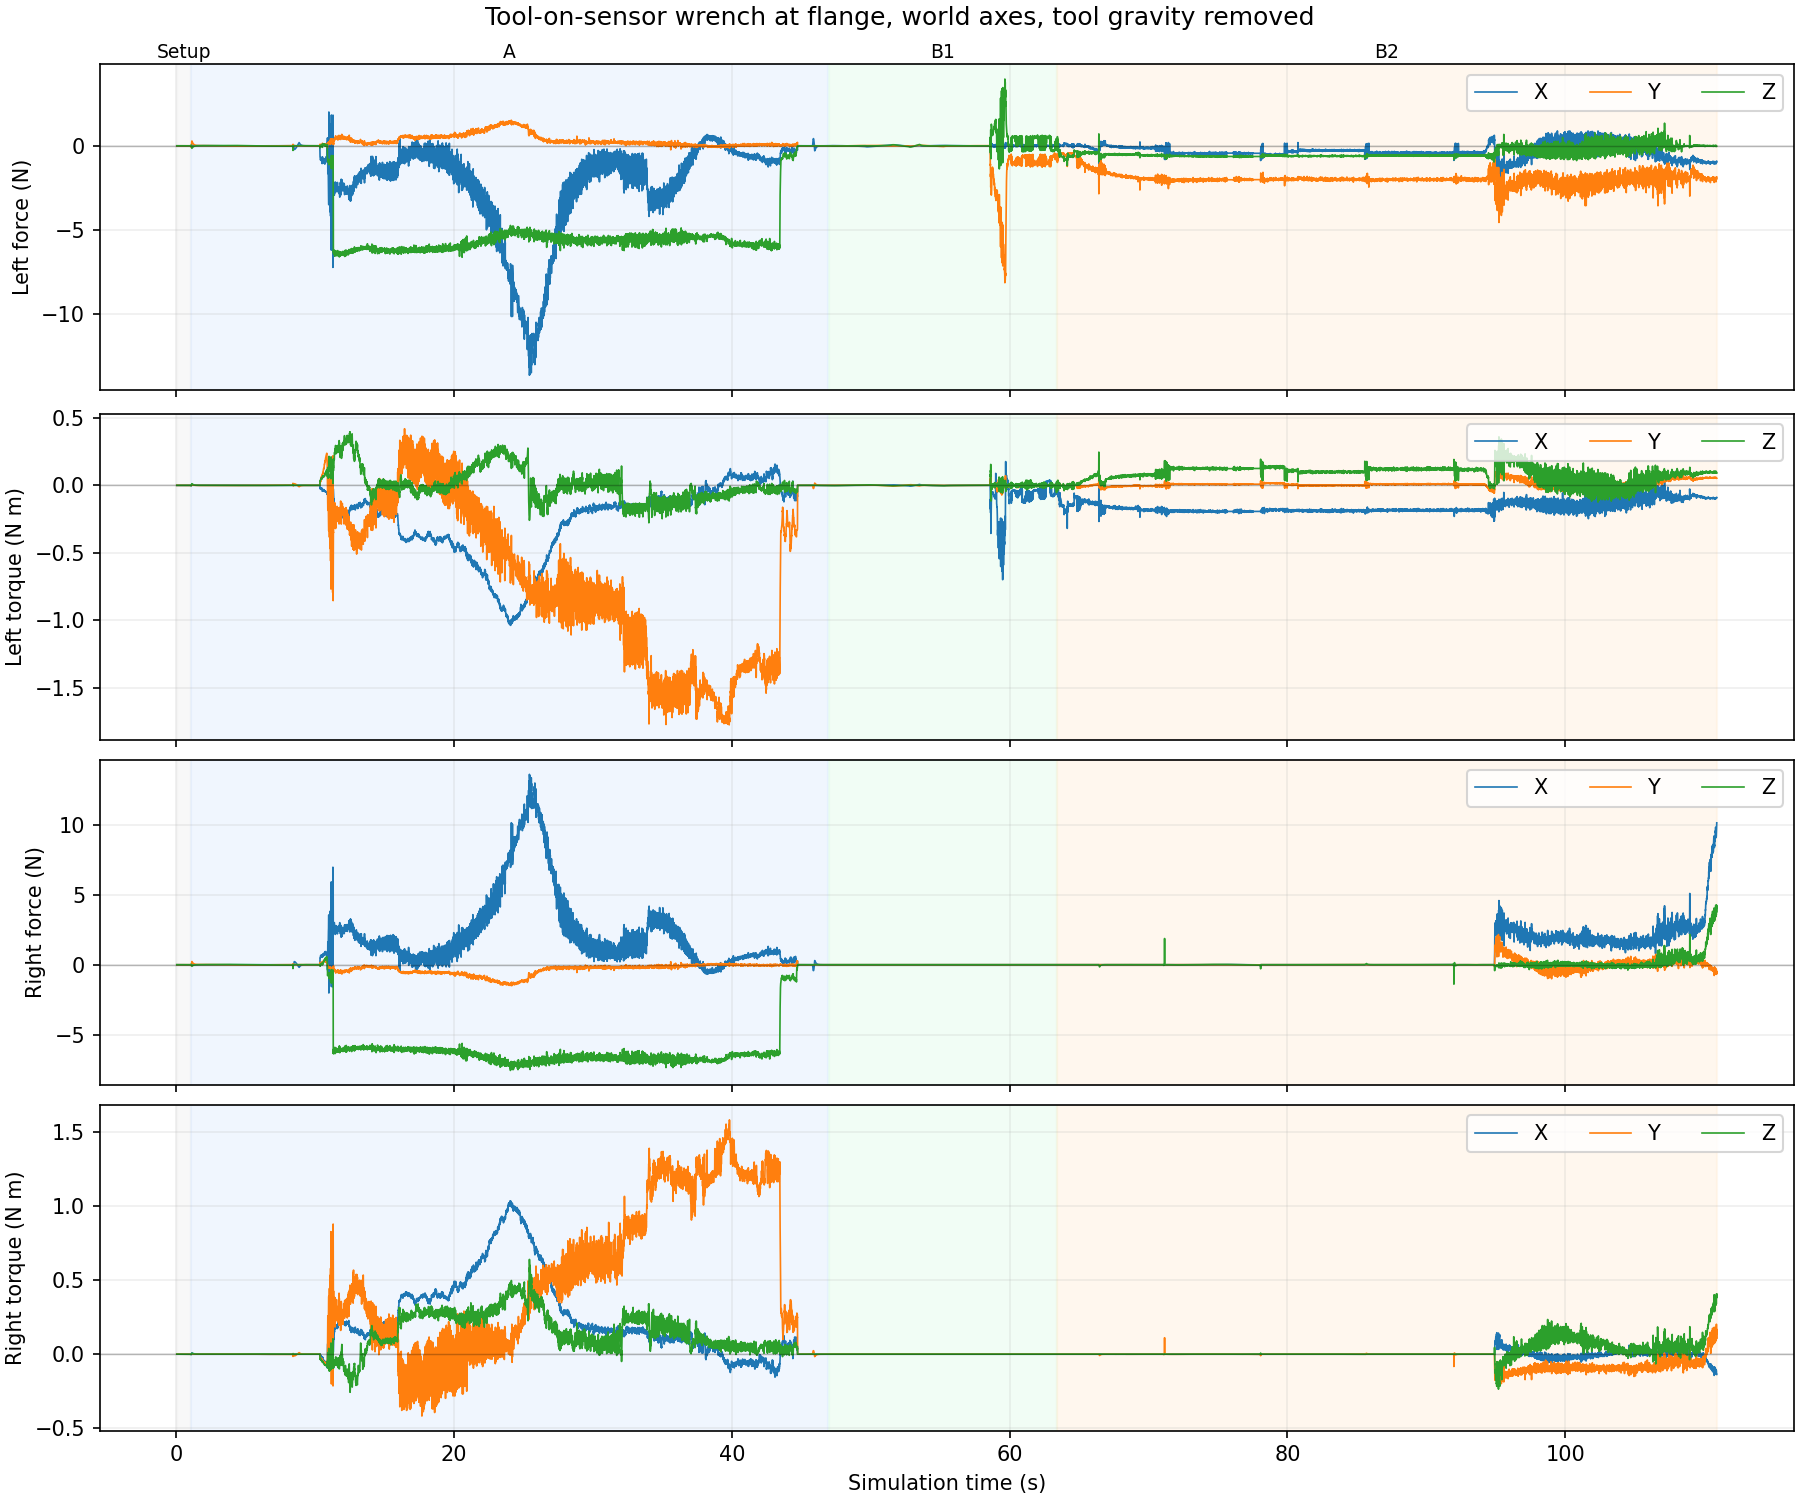 Tool-on-sensor wrench at flange, world axes, tool gravity removed
Setup A B1 B2
Left force (N)
0
−5
−10
X Y Z
Left torque (N m)
0.5
0.0
−0.5
−1.0
−1.5
X Y Z
Right force (N)
10
5
0
−5
X Y Z
Right torque (N m)
1.5
1.0
0.5
0.0
−0.5
X Y Z
0 20 40 60 80 100
Simulation time (s)